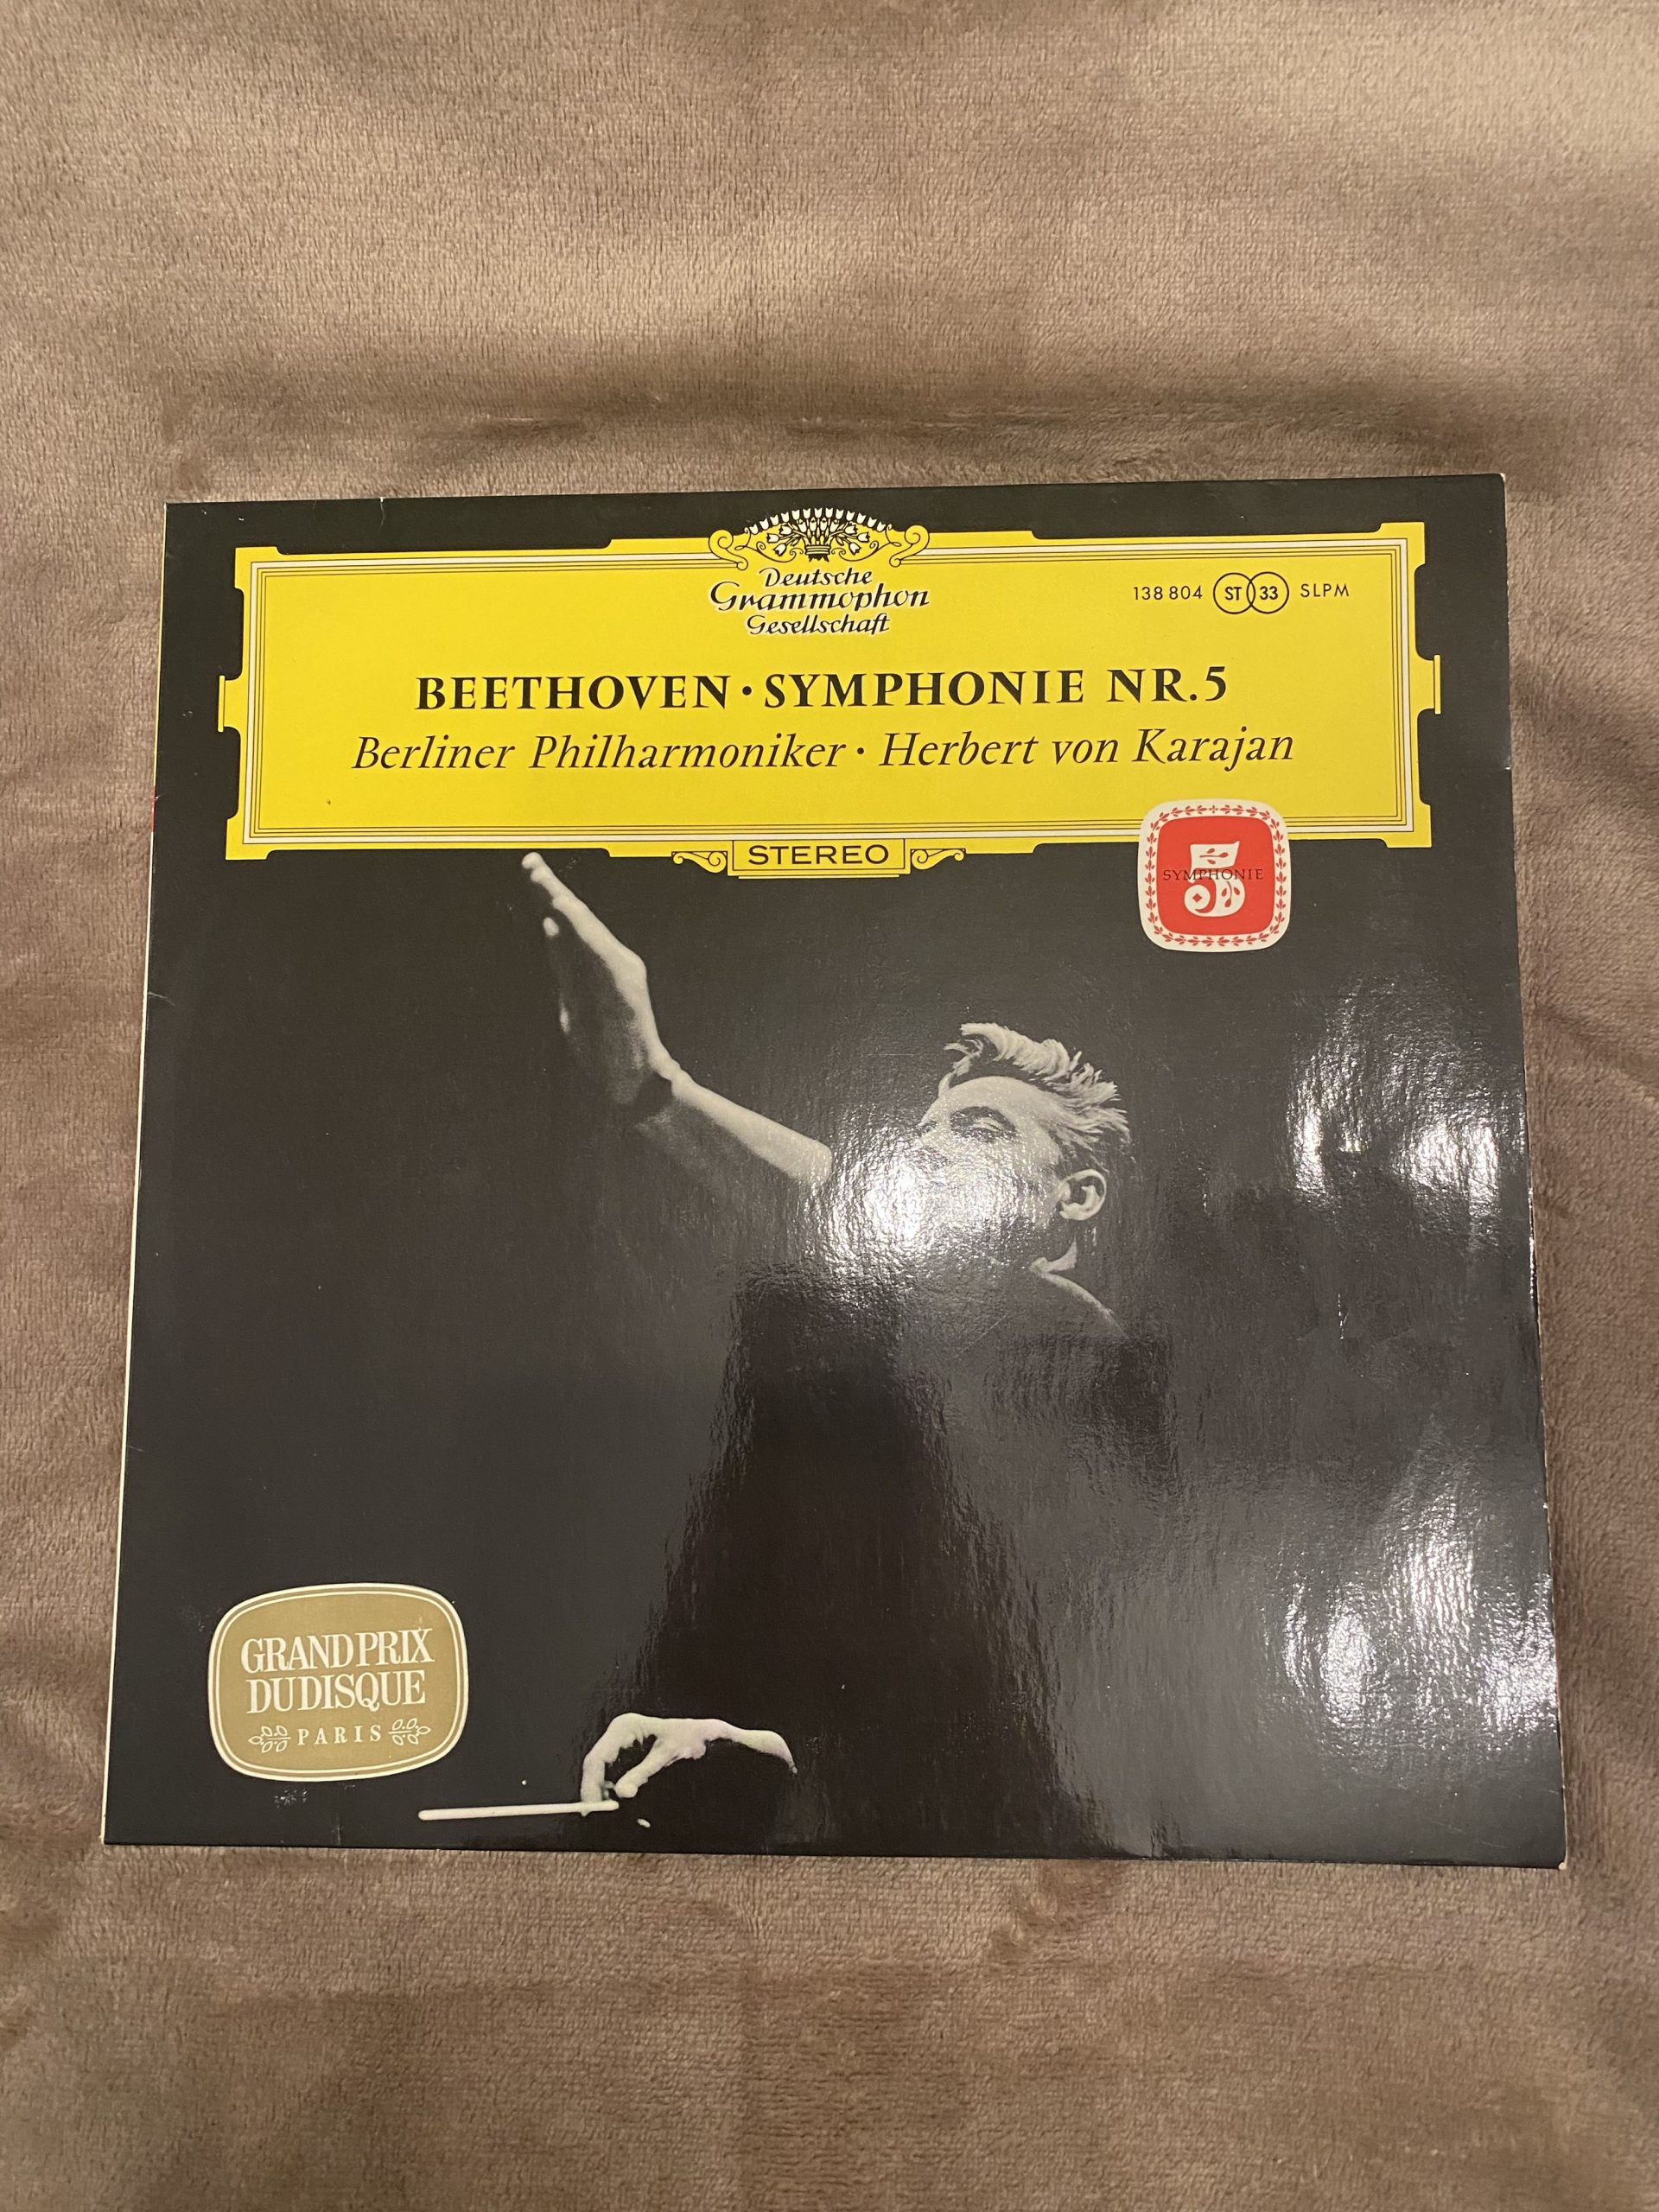 Deutsche
Grammophon
Gesellschaft
138 804 ST 33 SLPM
BEETHOVEN · SYMPHONIE NR. 5
Berliner Philharmoniker · Herbert von Karajan
STEREO
5
SYMPHONIE
GRAND PRIX
DU DISQUE
PARIS